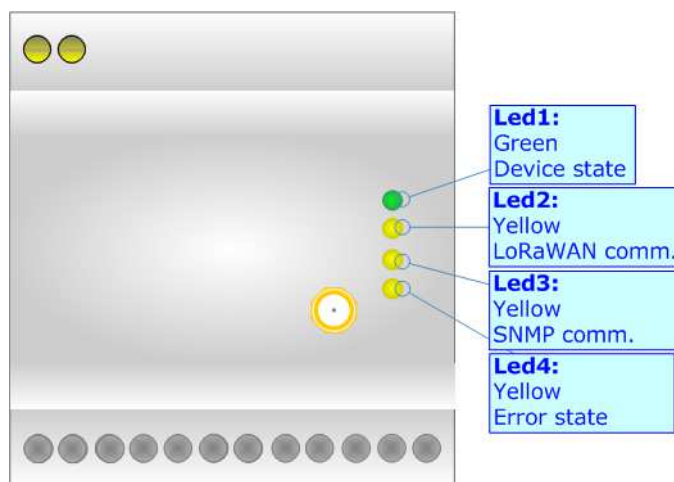 Led1:
Green
Device state
Led2:
Yellow
LoRaWAN comm.
Led3:
Yellow
SNMP comm.
Led4:
Yellow
Error state